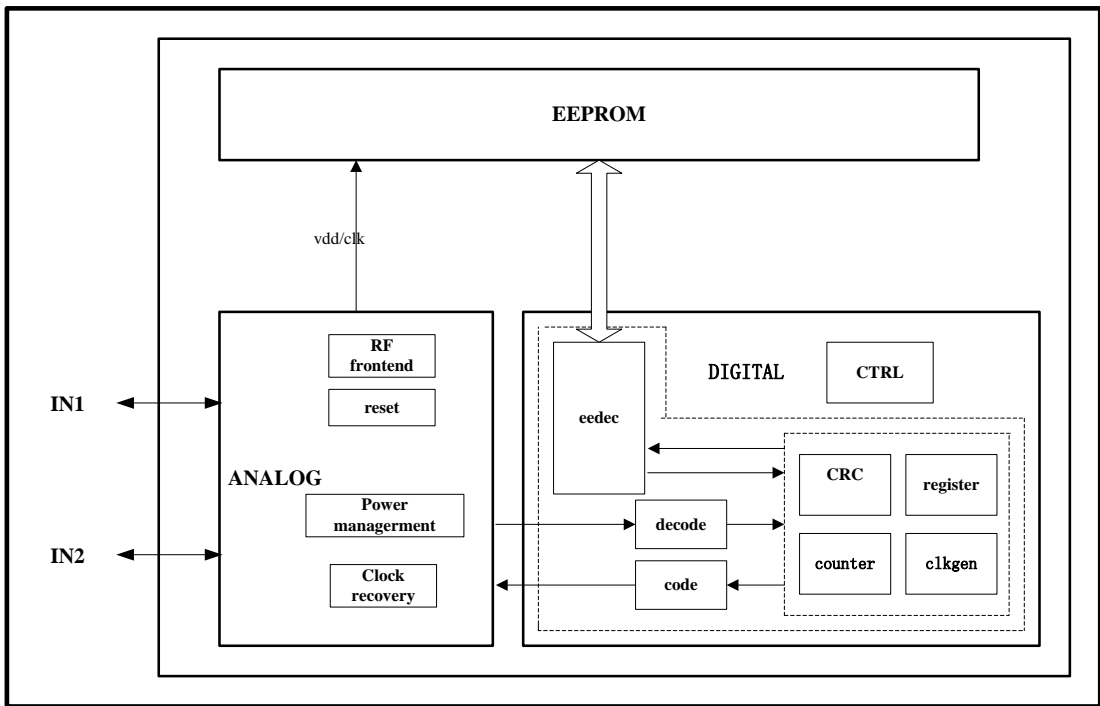 EEPROM
vdd/clk
RF
frontend
reset
IN1
ANALOG
Power
managerment
IN2
Clock
recovery
DIGITAL
CTRL
eedec
CRC
register
decode
counter
clkgen
code